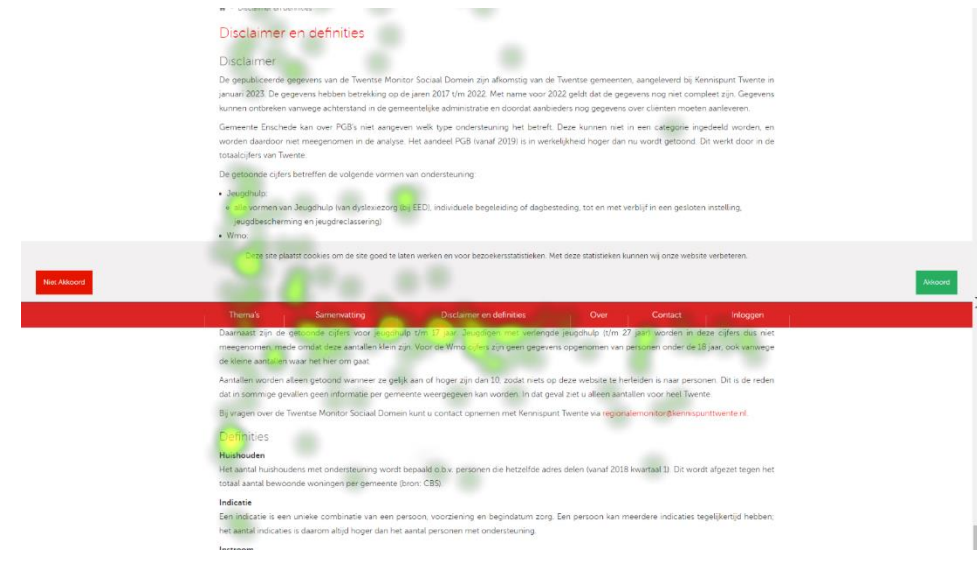 Disclaimer en definities
Disclaimer en definities
Disclaimer
De gepubliceerde gegevens van de Twentse Monitor Sociaal Domein zijn afkomstig van de Twentse gemeenten, aangeleverd bij Kennispunt Twente in
januari 2023. De gegevens hebben betrekking op de jaren 2017 t/m 2022. Met name voor 2022 geldt dat de gegevens nog niet compleet zijn. Gegevens
kunnen ontbreken vanwege achterstand in de gemeentelijke administratie en doordat aanbieders nog gegevens over cliënten moeten aanleveren.
Gemeente Enschede kan over PGB's niet aangeven welk type ondersteuning het betreft. Deze kunnen niet in een categorie ingedeeld worden, en
worden daardoor niet meegenomen in de analyse. Het aandeel PGB (vanaf 2019) is in werkelijkheid hoger dan nu wordt getoond. Dit werkt door in de
totaalcijfers van Twente.
De getoonde cijfers betreffen de volgende vormen van ondersteuning:
• Jeugdhulp:
alle vormen van Jeugdhulp (van dyslexiezorg (bij EED), individuele begeleiding of dagbesteding, tot en met verblijf in een gesloten instelling,
jeugdbescherming en jeugdreclassering)
• Wmo:
Deze site plaatst cookies om de site goed te laten werken en voor bezoekersstatistieken. Met deze statistieken kunnen wij onze website verbeteren.
Niet Akkoord
Akkoord
Thema's Samenvatting Disclaimer en definities Over Contact Inloggen
Daarnaast zijn de getoonde cijfers voor jeugdhulp t/m 17 jaar. Jeugdigen met verlengde jeugdhulp (t/m 27 jaar) worden in deze cijfers dus niet
meegenomen, mede omdat deze aantallen klein zijn. Voor de Wmo cijfers zijn geen gegevens opgenomen van personen onder de 18 jaar, ook vanwege
de kleine aantallen waar het hier om gaat.
Aantallen worden alleen getoond wanneer ze gelijk aan of hoger zijn dan 10, zodat niets op deze website te herleiden is naar personen. Dit is de reden
dat in sommige gevallen geen informatie per gemeente weergegeven kan worden. In dat geval ziet u alleen aantallen voor heel Twente.
Bij vragen over de Twentse Monitor Sociaal Domein kunt u contact opnemen met Kennispunt Twente via regionalemonitor@kennispunttwente.nl.
Definities
Huishouden
Het aantal huishoudens met ondersteuning wordt bepaald o.b.v. personen die hetzelfde adres delen (vanaf 2018 kwartaal 1). Dit wordt afgezet tegen het
totaal aantal bewoonde woningen per gemeente (bron: CBS).
Indicatie
Een indicatie is een unieke combinatie van een persoon, voorziening en begindatum zorg. Een persoon kan meerdere indicaties tegelijkertijd hebben;
het aantal indicaties is daarom altijd hoger dan het aantal personen met ondersteuning.
Instroom